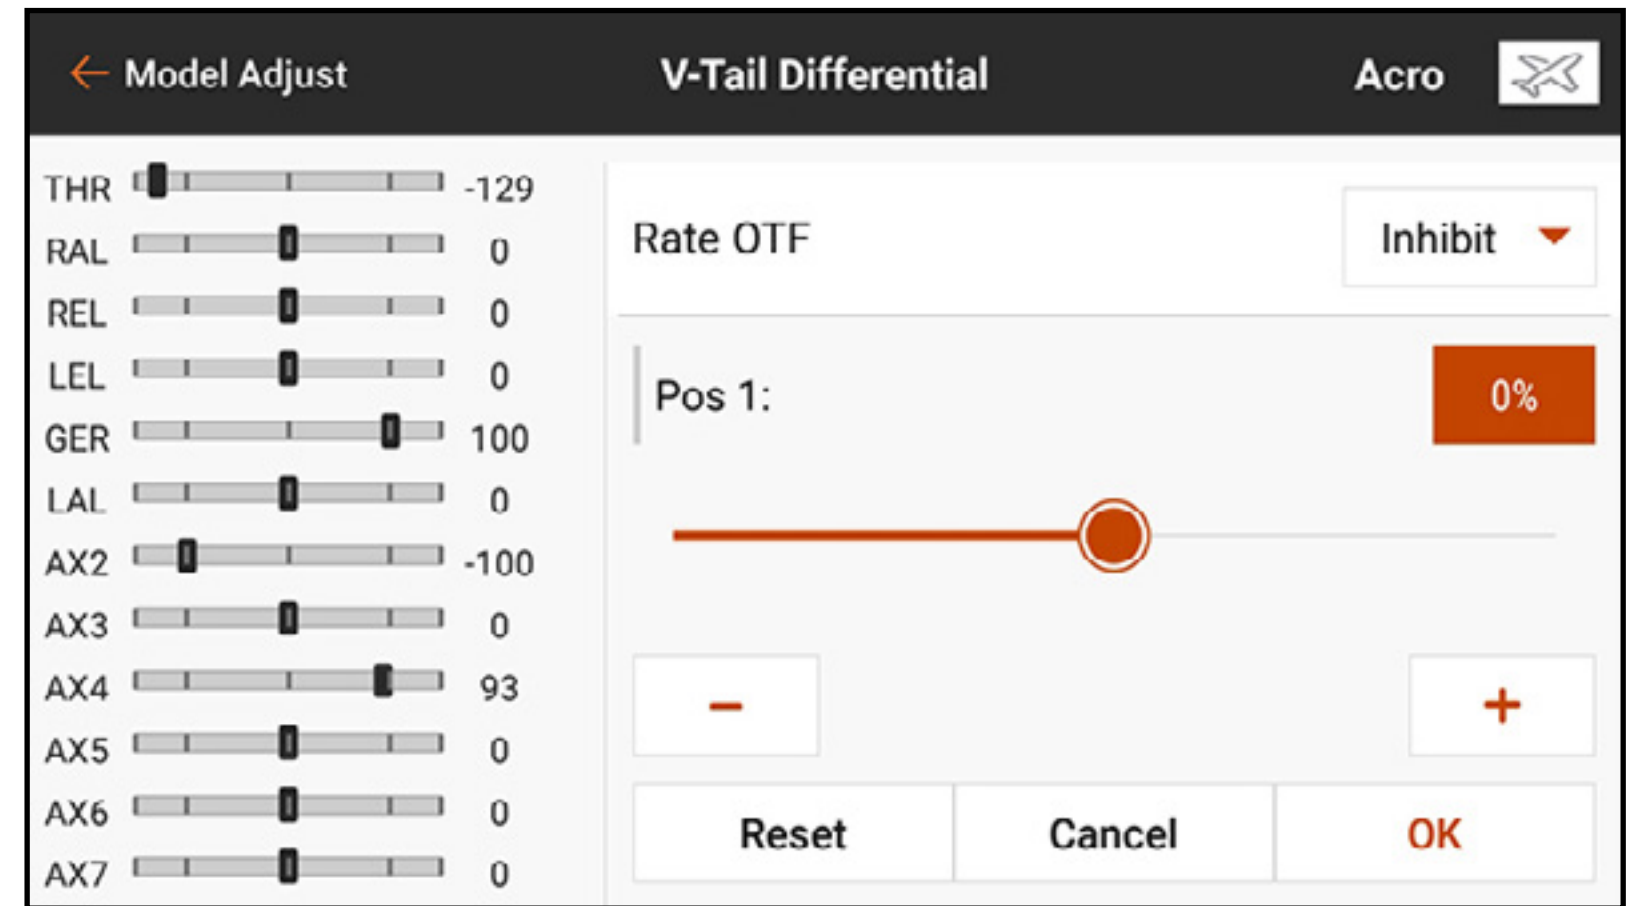 ← Model Adjust V-Tail Differential Acro
THR -129
RAL 0
REL 0
LEL 0
GER 100
LAL 0
AX2 -100
AX3 0
AX4 93
AX5 0
AX6 0
AX7 0
Rate OTF Inhibit
Pos 1: 0%
- +
Reset Cancel OK